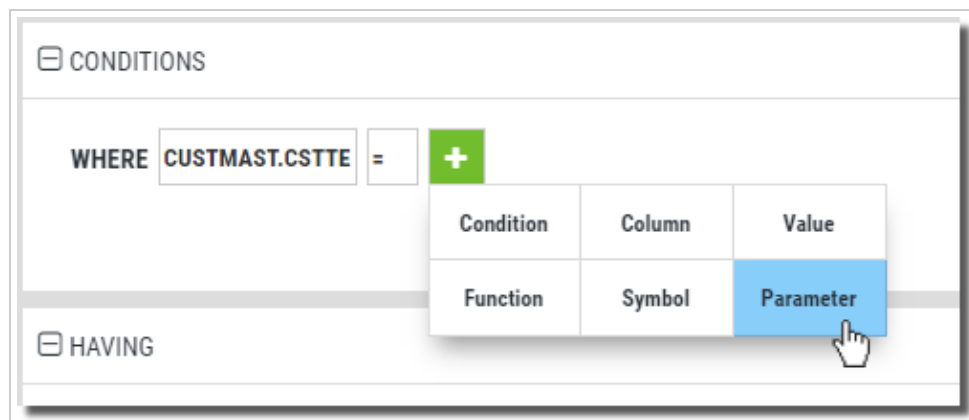 CONDITIONS
WHERE CUSTMAST.CSTTE =
Condition Column Value
Function Symbol Parameter
HAVING